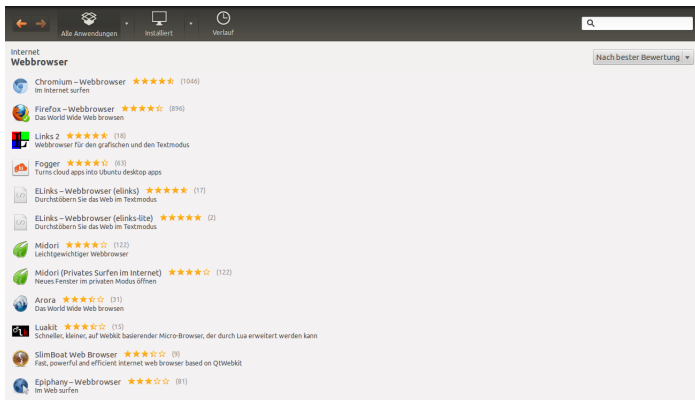 Alle Anwendungen
Installiert
Verlauf
Internet
Webbrowser
Nach bester Bewertung
Chromium – Webbrowser (1046)
Im Internet surfen
Firefox – Webbrowser (896)
Das World Wide Web browsen
Links 2 (18)
Webbrowser für den grafischen und den Textmodus
Fogger (63)
Turns cloud apps into Ubuntu desktop apps
ELinks – Webbrowser (elinks) (17)
Durchstöbern Sie das Web im Textmodus
ELinks – Webbrowser (elinks-lite) (2)
Durchstöbern Sie das Web im Textmodus
Midori (122)
Leichtgewichtiger Webbrowser
Midori (Privates Surfen im Internet) (122)
Neues Fenster im privaten Modus öffnen
Arora (31)
Das World Wide Web browsen
Luakit (15)
Schneller, kleiner, auf Webkit basierender Micro-Browser, der durch Lua erweitert werden kann
SlimBoat Web Browser (9)
Fast, powerful and efficient internet web browser based on QtWebkit
Epiphany – Webbrowser (81)
Im Web surfen